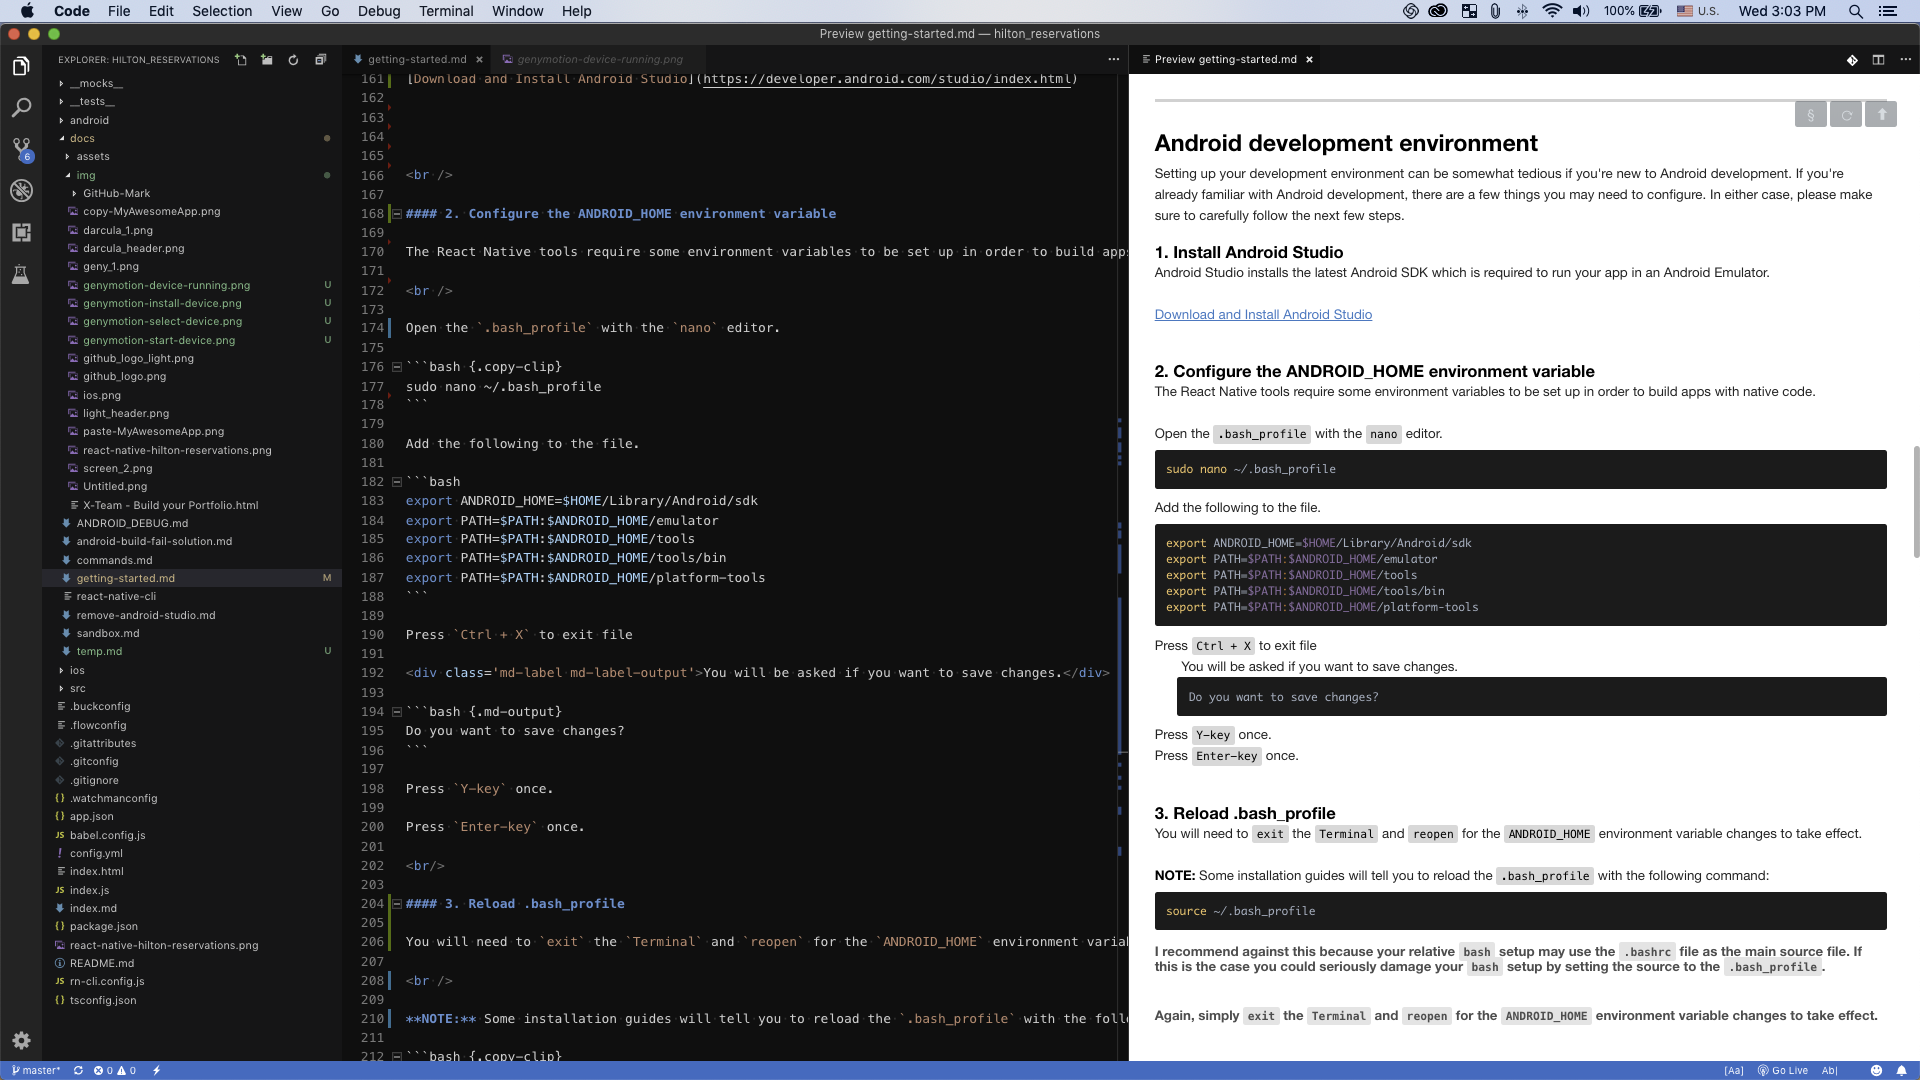 Code File Edit Selection View Go Debug Terminal Window Help
100% U.S. Wed 3:03 PM
Preview getting-started.md — hilton_reservations
EXPLORER: HILTON_RESERVATIONS
__mocks__
__tests__
android
docs
assets
img
GitHub-Mark
copy-MyAwesomeApp.png
darcula_1.png
darcula_header.png
geny_1.png
genymotion-device-running.png U
genymotion-install-device.png U
genymotion-select-device.png U
genymotion-start-device.png U
github_logo_light.png
github_logo.png
ios.png
light_header.png
paste-MyAwesomeApp.png
react-native-hilton-reservations.png
screen_2.png
Untitled.png
X-Team - Build your Portfolio.html
ANDROID_DEBUG.md
android-build-fail-solution.md
commands.md
getting-started.md M
react-native-cli
remove-android-studio.md
sandbox.md
temp.md U
ios
src
.buckconfig
.flowconfig
.gitattributes
.gitconfig
.gitignore
{} .watchmanconfig
{} app.json
JS babel.config.js
! config.yml
index.html
JS index.js
index.md
{} package.json
react-native-hilton-reservations.png
README.md
JS rn-cli.config.js
{} tsconfig.json
6
getting-started.md ×
genymotion-device-running.png
161 [Download and Install Android Studio](https://developer.android.com/studio/index.html)
162
163
164
165
166 <br />
167
168 #### 2. Configure the ANDROID_HOME environment variable
169
170 The React Native tools require some environment variables to be set up in order to build apps
171
172 <br />
173
174 Open the `.bash_profile` with the `nano` editor.
175
176 ```bash {.copy-clip}
177 sudo nano ~/.bash_profile
178 ```
179
180 Add the following to the file.
181
182 ```bash
183 export ANDROID_HOME=$HOME/Library/Android/sdk
184 export PATH=$PATH:$ANDROID_HOME/emulator
185 export PATH=$PATH:$ANDROID_HOME/tools
186 export PATH=$PATH:$ANDROID_HOME/tools/bin
187 export PATH=$PATH:$ANDROID_HOME/platform-tools
188 ```
189
190 Press `Ctrl + X` to exit file
191
192 <div class='md-label md-label-output'>You will be asked if you want to save changes.</div>
193
194 ```bash {.md-output}
195 Do you want to save changes?
196 ```
197
198 Press `Y-key` once.
199
200 Press `Enter-key` once.
201
202 <br/>
203
204 #### 3. Reload .bash_profile
205
206 You will need to `exit` the `Terminal` and `reopen` for the `ANDROID_HOME` environment varia
207
208 <br />
209
210 **NOTE:** Some installation guides will tell you to reload the `.bash_profile` with the foll
211
212 ```bash {.copy-clip}
Preview getting-started.md ×
§
Android development environment
Setting up your development environment can be somewhat tedious if you're new to Android development. If you're
already familiar with Android development, there are a few things you may need to configure. In either case, please make
sure to carefully follow the next few steps.
1. Install Android Studio
Android Studio installs the latest Android SDK which is required to run your app in an Android Emulator.
Download and Install Android Studio
2. Configure the ANDROID_HOME environment variable
The React Native tools require some environment variables to be set up in order to build apps with native code.
Open the .bash_profile with the nano editor.
sudo nano ~/.bash_profile
Add the following to the file.
export ANDROID_HOME=$HOME/Library/Android/sdk
export PATH=$PATH:$ANDROID_HOME/emulator
export PATH=$PATH:$ANDROID_HOME/tools
export PATH=$PATH:$ANDROID_HOME/tools/bin
export PATH=$PATH:$ANDROID_HOME/platform-tools
Press Ctrl + X to exit file
You will be asked if you want to save changes.
Do you want to save changes?
Press Y-key once.
Press Enter-key once.
3. Reload .bash_profile
You will need to exit the Terminal and reopen for the ANDROID_HOME environment variable changes to take effect.
NOTE: Some installation guides will tell you to reload the .bash_profile with the following command:
source ~/.bash_profile
I recommend against this because your relative bash setup may use the .bashrc file as the main source file. If
this is the case you could seriously damage your bash setup by setting the source to the .bash_profile.
Again, simply exit the Terminal and reopen for the ANDROID_HOME environment variable changes to take effect.
master* 0 0
[Aa] Go Live Ab|